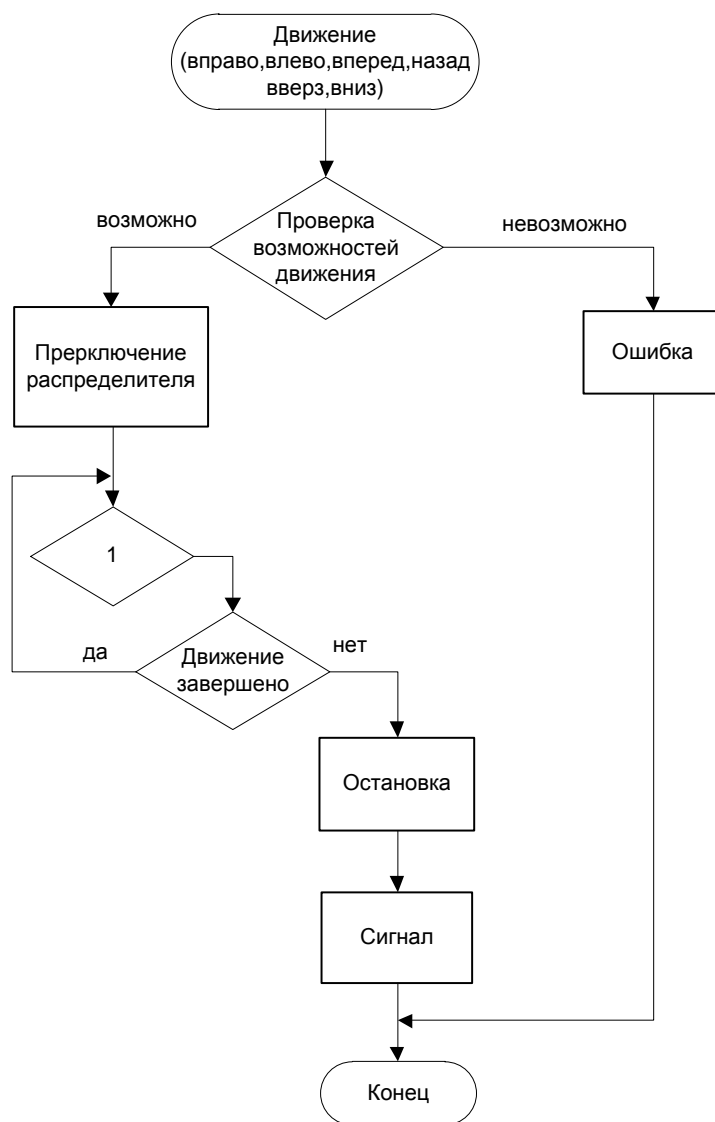 Движение
(вправо,влево,вперед,назад
вверз,вниз)
возможно
Проверка
возможностей
движения
невозможно
Прерключение
распределителя
Ошибка
1
да
Движение
завершено
нет
Остановка
Сигнал
Конец